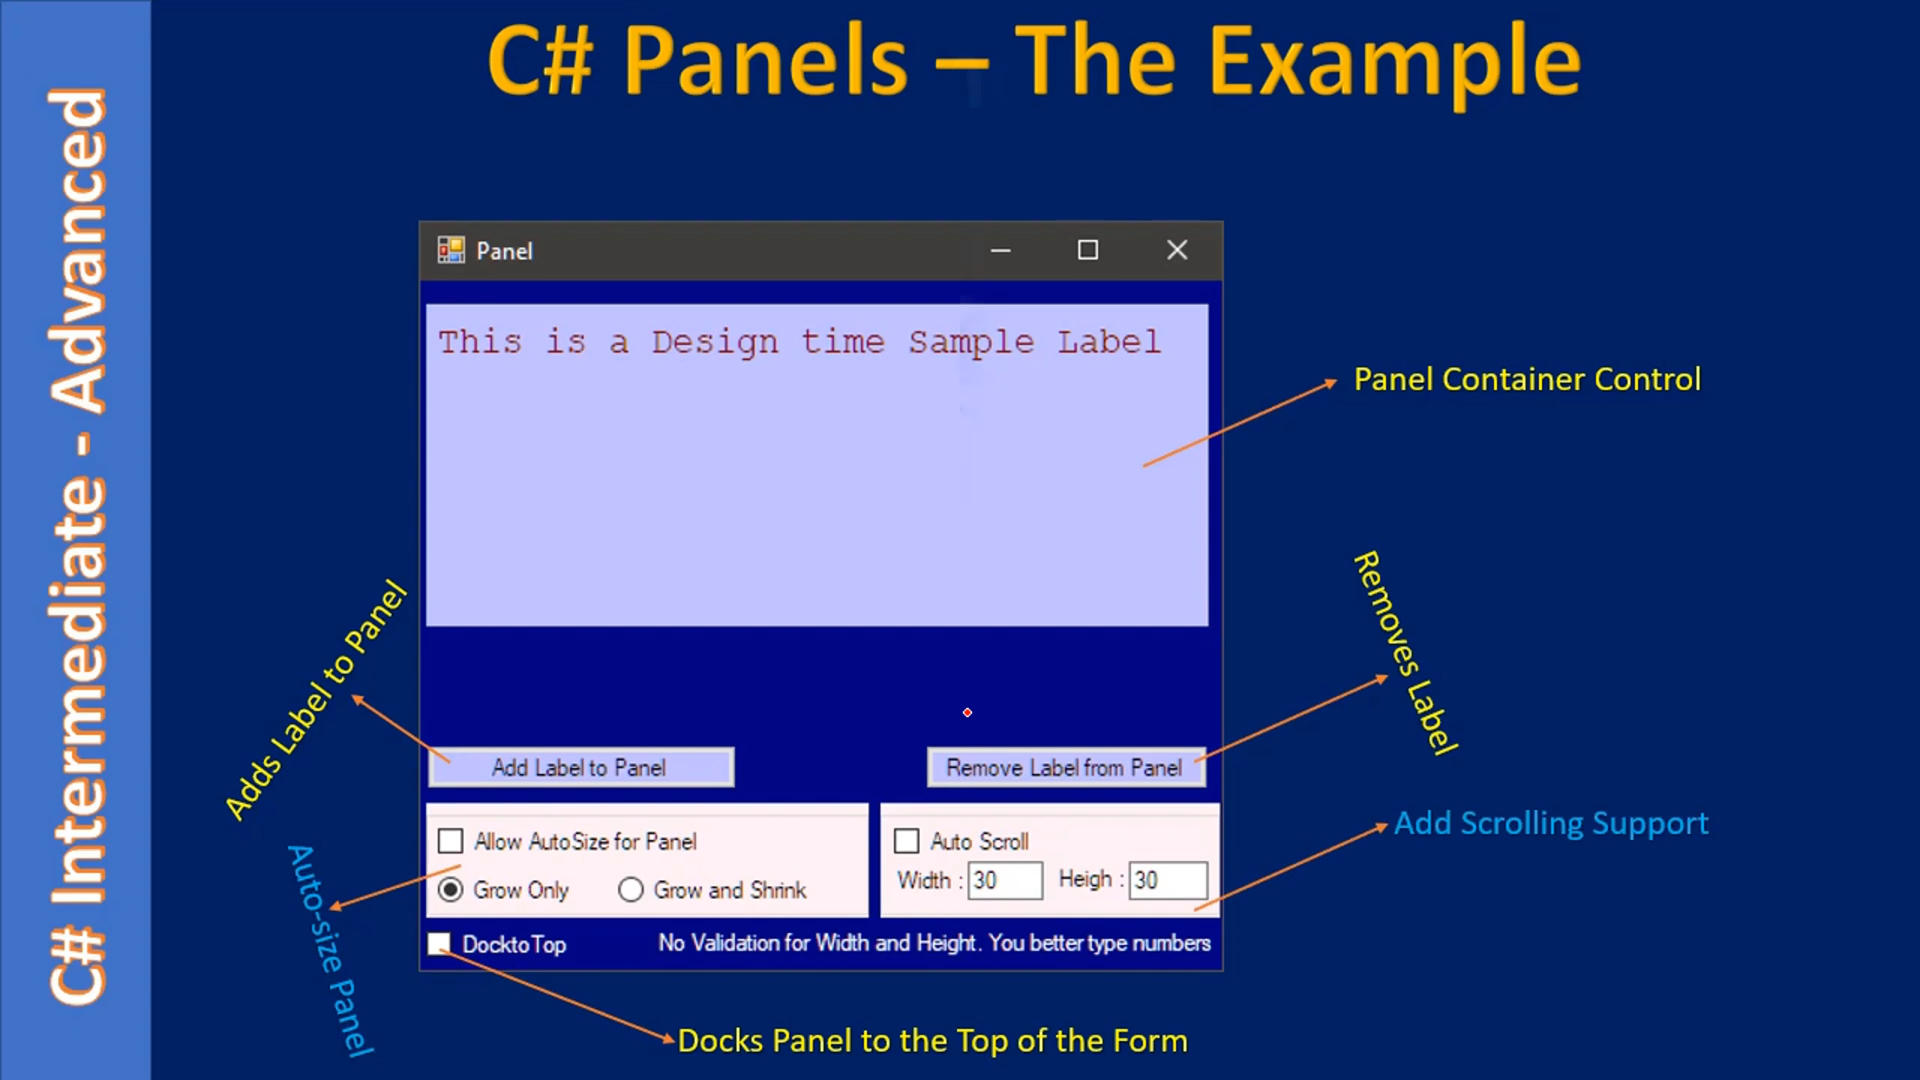 C# Panels – The Example
C# Intermediate - Advanced
Panel
This is a Design time Sample Label
Panel Container Control
Adds Label to Panel
Removes Label
Add Label to Panel
Remove Label from Panel
Add Scrolling Support
Allow AutoSize for Panel
Grow Only
Grow and Shrink
Auto Scroll
Width : 30
Heigh : 30
Auto-size Panel
DocktoTop
No Validation for Width and Height. You better type numbers
Docks Panel to the Top of the Form